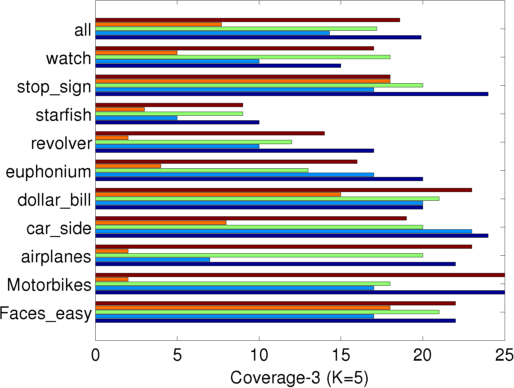 all
watch
stop_sign
starfish
revolver
euphonium
dollar_bill
car_side
airplanes
Motorbikes
Faces_easy
0 5 10 15 20 25
Coverage-3 (K=5)